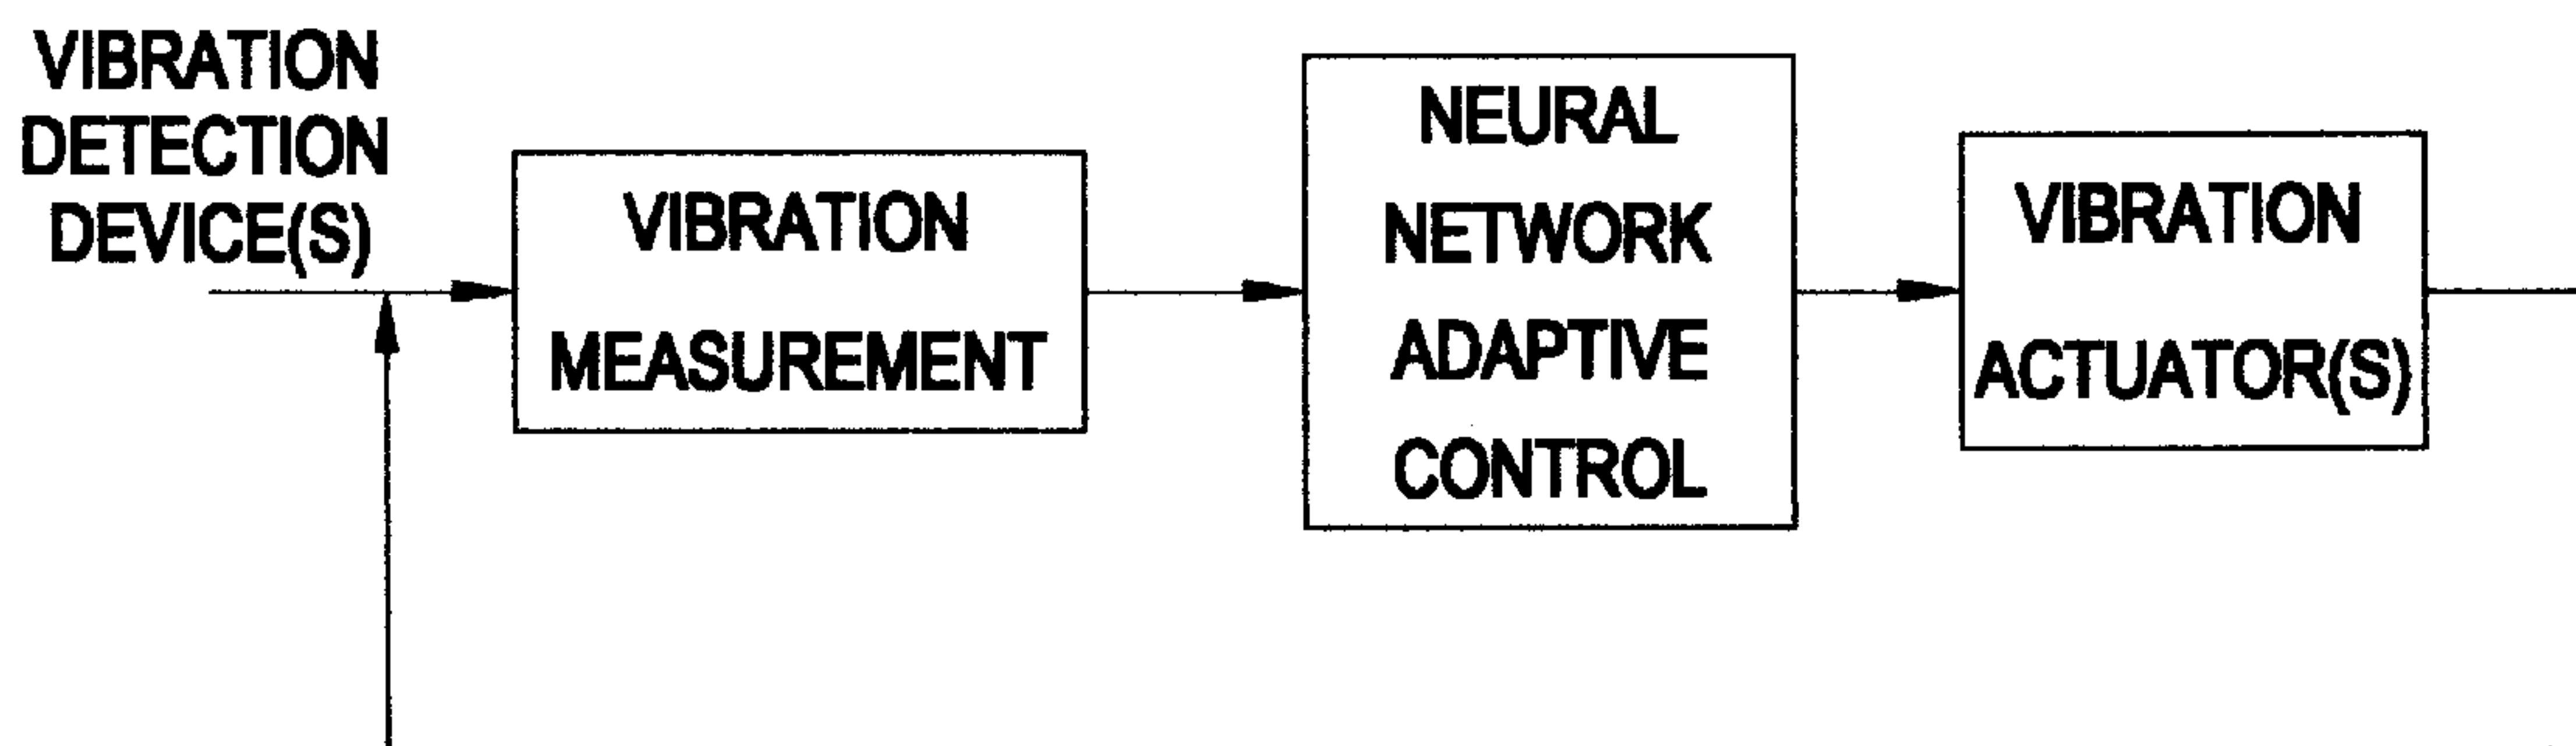 VIBRATION
DETECTION
DEVICE(S)
VIBRATION
MEASUREMENT
NEURAL
NETWORK
ADAPTIVE
CONTROL
VIBRATION
ACTUATOR(S)